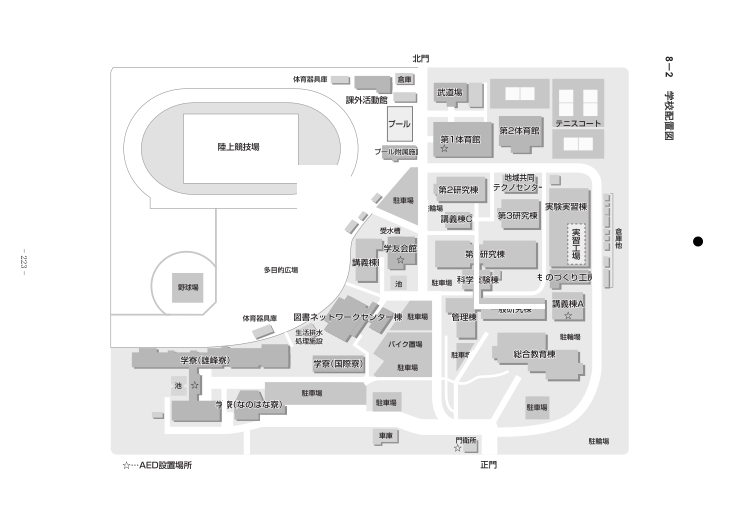 8－2　学校配置図
北門
体育器具庫
倉庫
課外活動館
武道場
プール
テニスコート
第1体育館
☆
第2体育館
陸上競技場
プール附属施
地域共同
テクノセンター
第2研究棟
駐車場
輪場
講義棟C
第3研究棟
実験実習棟
受水槽
実習工場
倉庫他
学友会館
☆
講義棟
第
研究棟
多目的広場
池
駐車場
科学
験棟
ものづくり工
野球場
講義棟A
☆
体育器具庫
図書ネットワークセンター棟
駐車場
管理棟
般研究棟
生活排水
処理施設
バイク置場
駐輪場
学寮(雄峰寮)
学寮(国際寮)
駐車場
駐車
総合教育棟
池
☆
学寮(なのはな寮)
駐車場
駐車場
駐車場
車庫
門衛所
☆
駐輪場
☆…AED設置場所
正門
－ 223 －